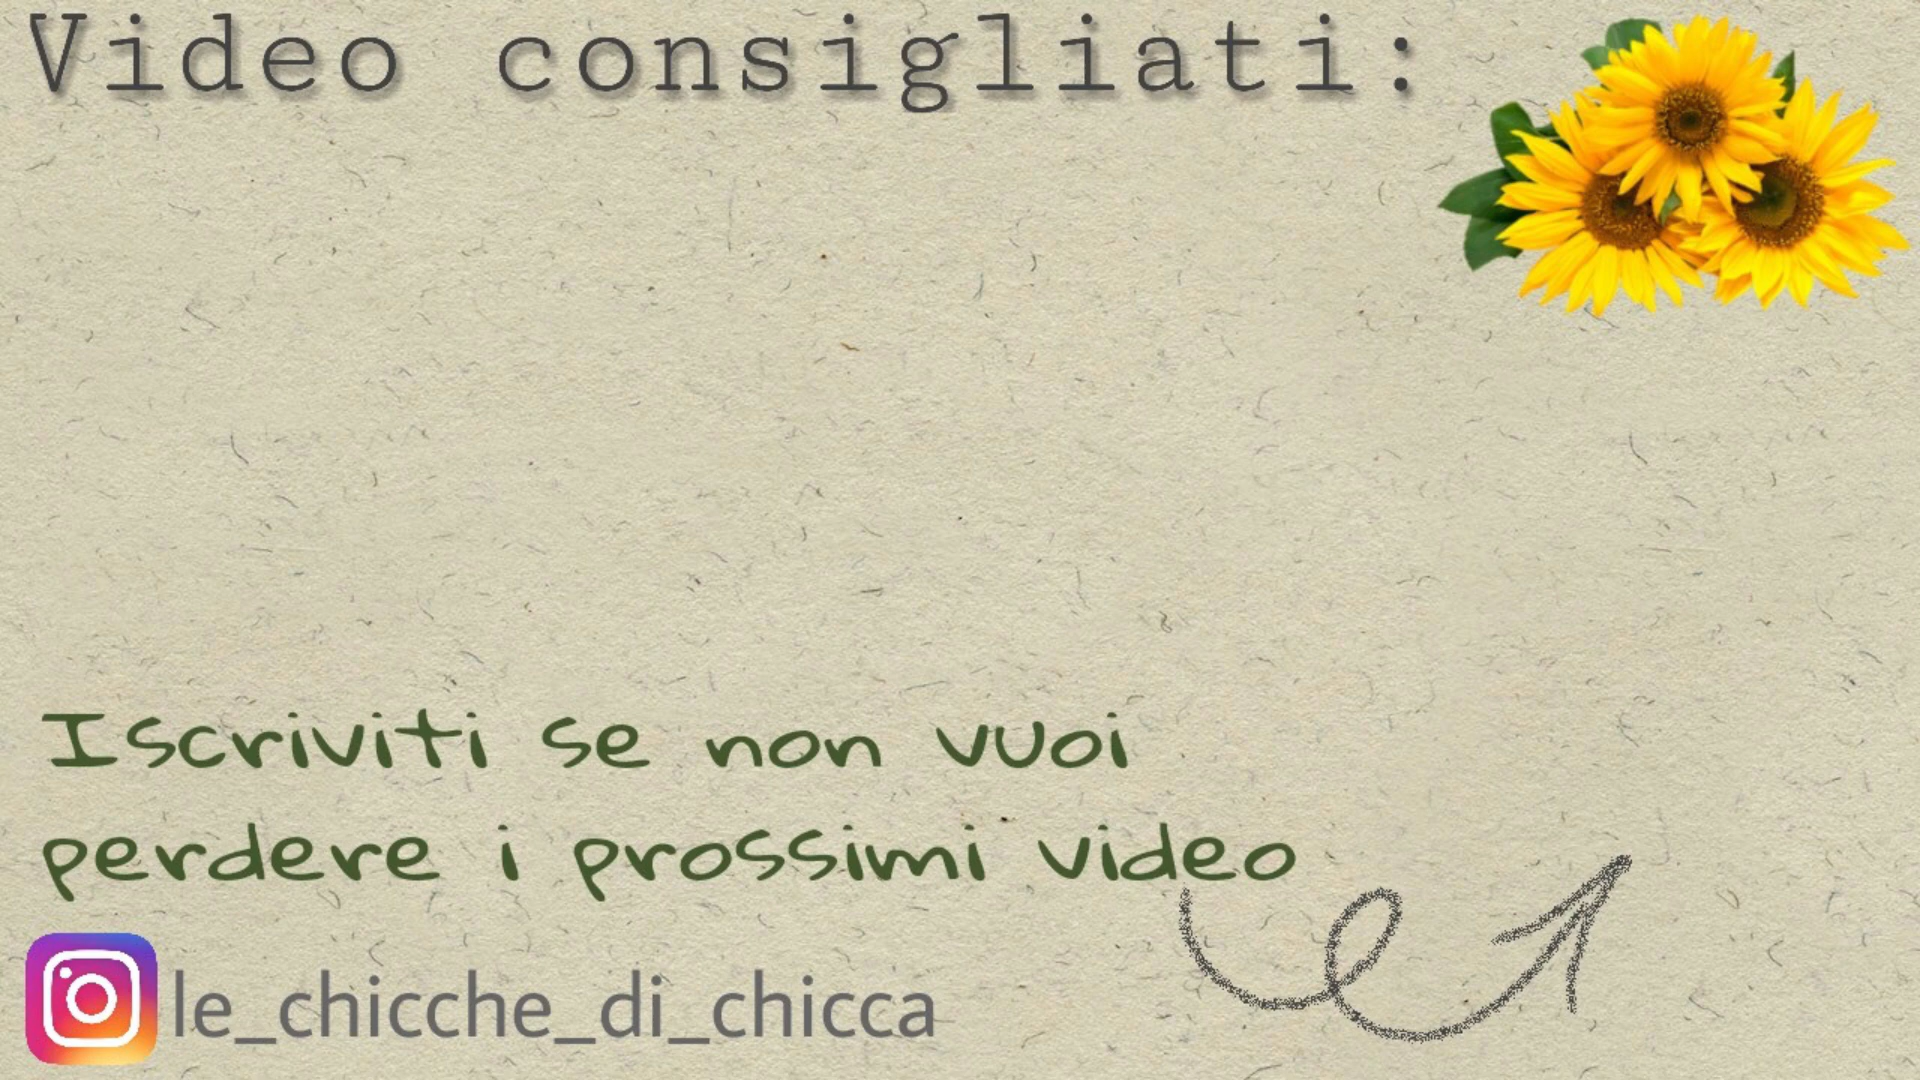 Video consigliati:
Iscriviti se non vuoi
perdere i prossimi video
le_chicche_di_chicca